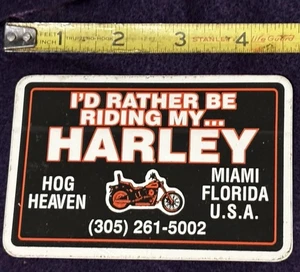 1 2 3 STANLEY 4
I'D RATHER BE
RIDING MY...
HARLEY
HOG
HEAVEN
MIAMI
FLORIDA
U.S.A.
(305) 261-5002